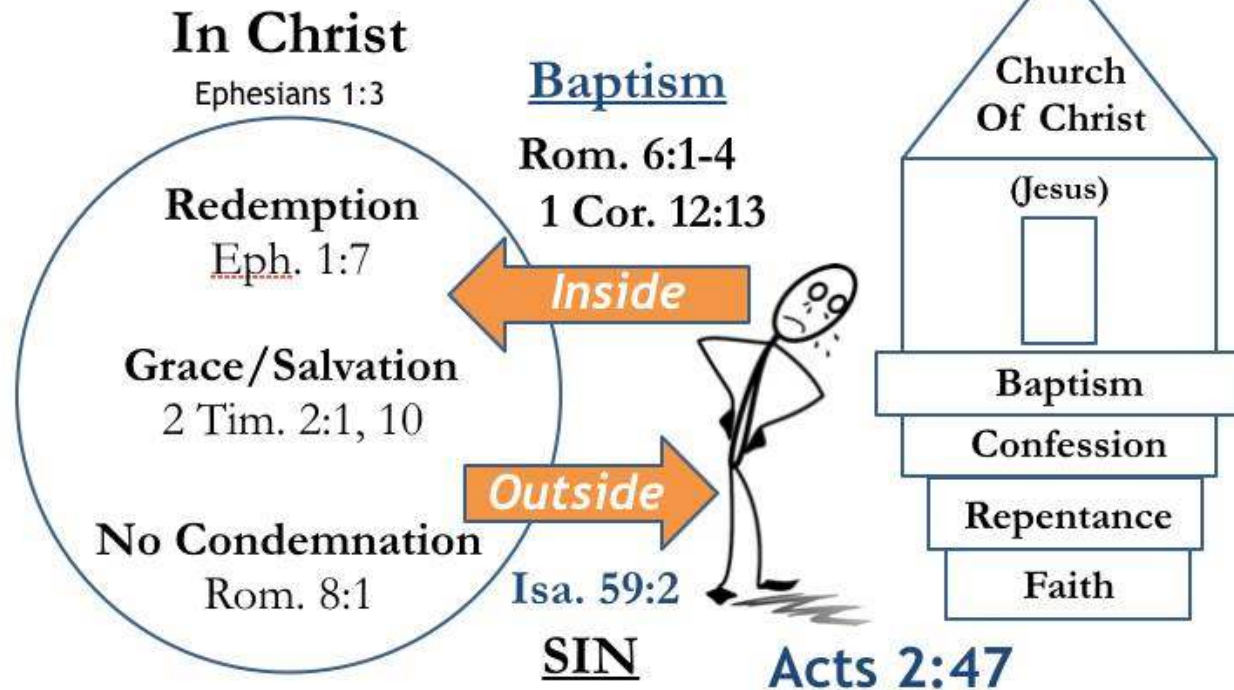 In Christ
Ephesians 1:3
Redemption
Eph. 1:7
Grace/Salvation
2 Tim. 2:1, 10
No Condemnation
Rom. 8:1
Baptism
Rom. 6:1-4
1 Cor. 12:13
Inside
Outside
Isa. 59:2
SIN
Acts 2:47
Church
Of Christ
(Jesus)
Baptism
Confession
Repentance
Faith